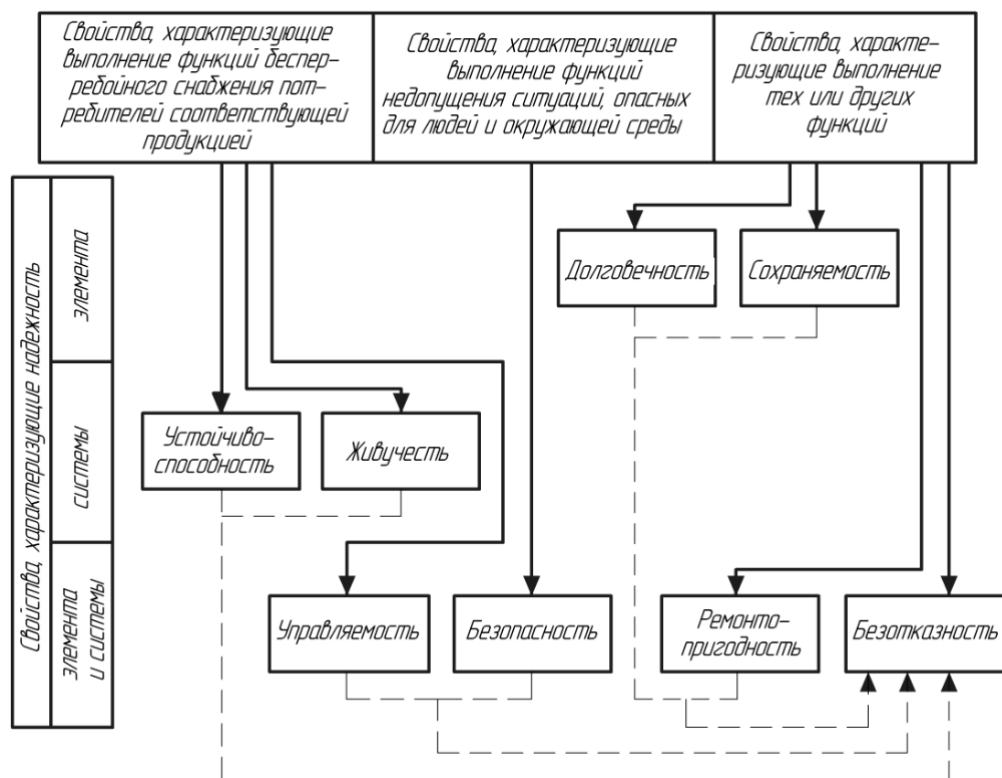 Свойства, характеризующие
выполнение функций беспер-
ребойного снабжения пот-
ребителей соответствующей
продукцией
Свойства, характеризующие
выполнение функций
недопущения ситуаций, опасных
для людей и окружающей среды
Свойства, характе-
ризующие выполнение
тех или других
функций
Свойства, характеризующие надежность
элемента
системы
элемента
и системы
Долговечность
Сохраняемость
Устойчиво-
способность
Живучесть
Управляемость
Безопасность
Ремонто-
пригодность
Безотказность